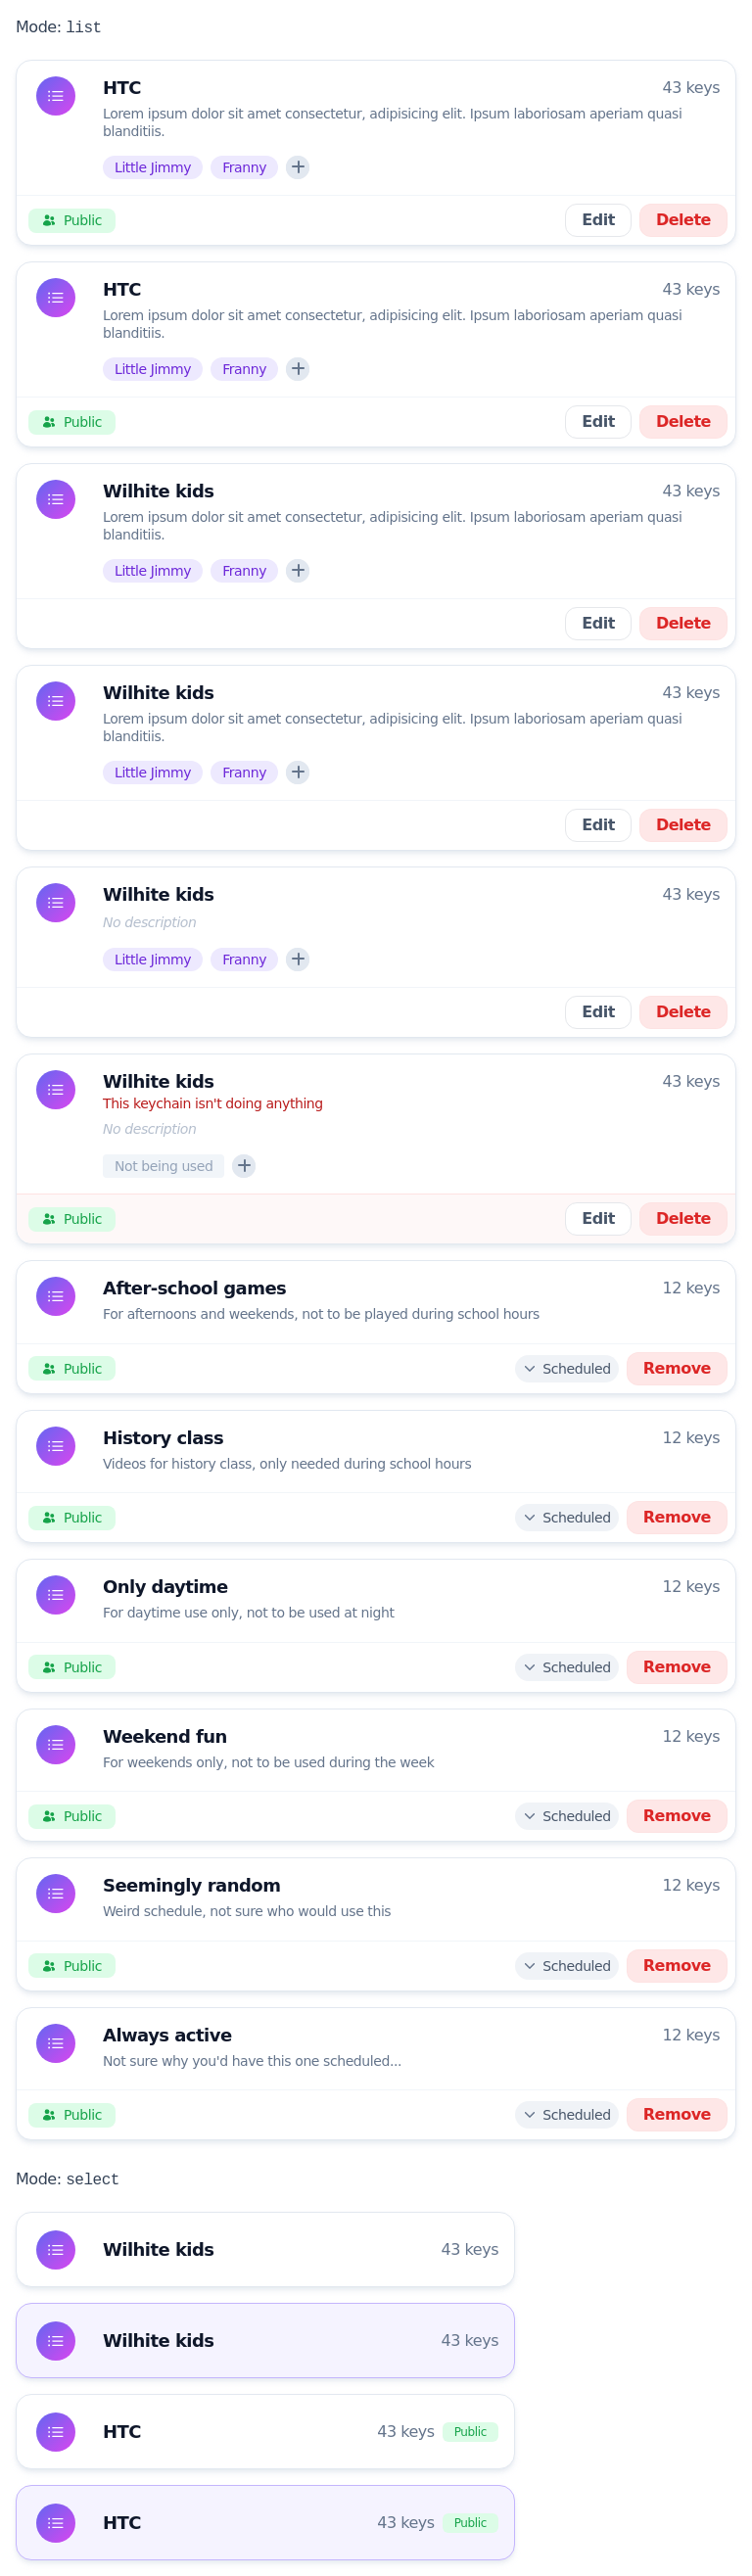 Mode: list
HTC 43 keys
Lorem ipsum dolor sit amet consectetur, adipisicing elit. Ipsum laboriosam aperiam quasi
blanditiis.
Little Jimmy Franny
Public Edit Delete
HTC 43 keys
Lorem ipsum dolor sit amet consectetur, adipisicing elit. Ipsum laboriosam aperiam quasi
blanditiis.
Little Jimmy Franny
Public Edit Delete
Wilhite kids 43 keys
Lorem ipsum dolor sit amet consectetur, adipisicing elit. Ipsum laboriosam aperiam quasi
blanditiis.
Little Jimmy Franny
Edit Delete
Wilhite kids 43 keys
Lorem ipsum dolor sit amet consectetur, adipisicing elit. Ipsum laboriosam aperiam quasi
blanditiis.
Little Jimmy Franny
Edit Delete
Wilhite kids 43 keys
No description
Little Jimmy Franny
Edit Delete
Wilhite kids 43 keys
This keychain isn't doing anything
No description
Not being used
Public Edit Delete
After-school games 12 keys
For afternoons and weekends, not to be played during school hours
Public Scheduled Remove
History class 12 keys
Videos for history class, only needed during school hours
Public Scheduled Remove
Only daytime 12 keys
For daytime use only, not to be used at night
Public Scheduled Remove
Weekend fun 12 keys
For weekends only, not to be used during the week
Public Scheduled Remove
Seemingly random 12 keys
Weird schedule, not sure who would use this
Public Scheduled Remove
Always active 12 keys
Not sure why you'd have this one scheduled...
Public Scheduled Remove
Mode: select
Wilhite kids 43 keys
Wilhite kids 43 keys
HTC 43 keys Public
HTC 43 keys Public